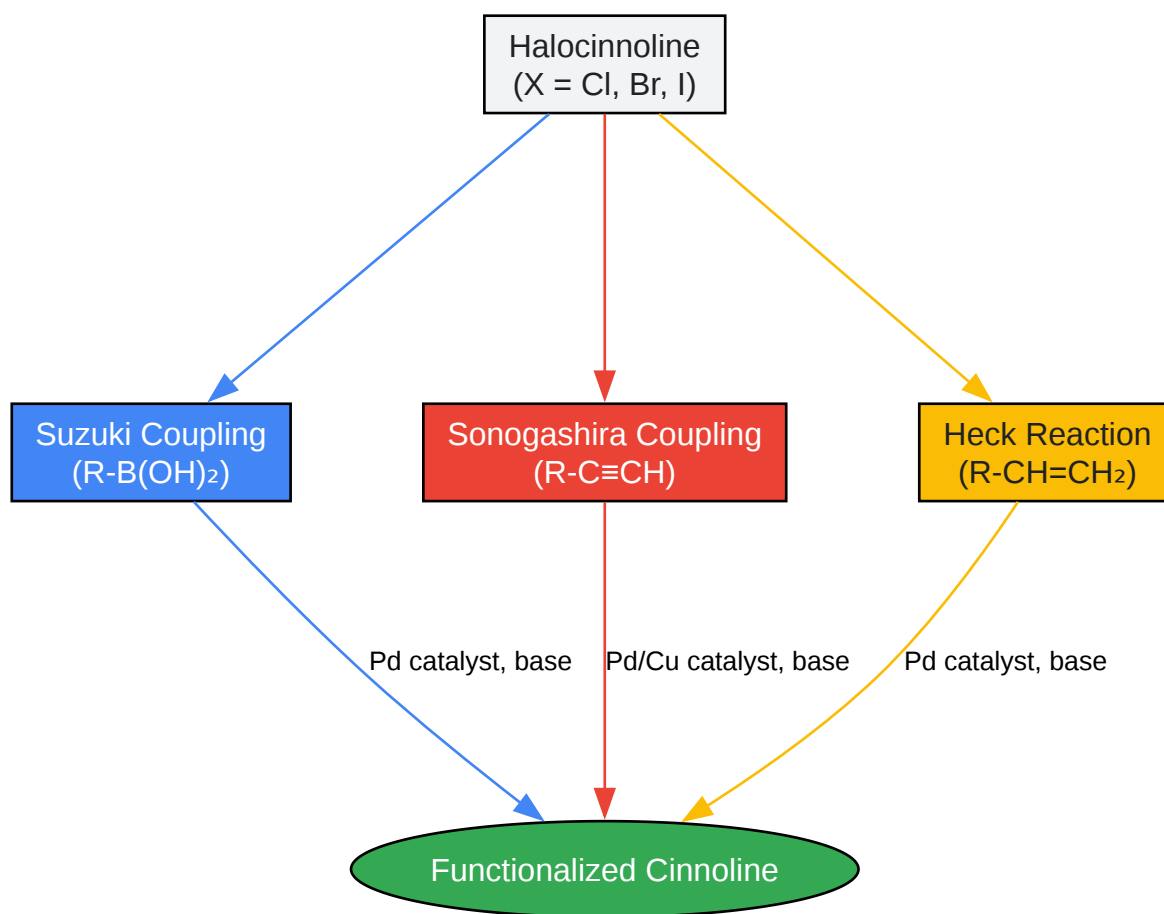 Halocinnoline
(X = Cl, Br, I)
Suzuki Coupling
(R-B(OH)₂)
Sonogashira Coupling
(R-C≡CH)
Heck Reaction
(R-CH=CH₂)
Pd catalyst, base
Pd/Cu catalyst, base
Pd catalyst, base
Functionalized Cinnoline